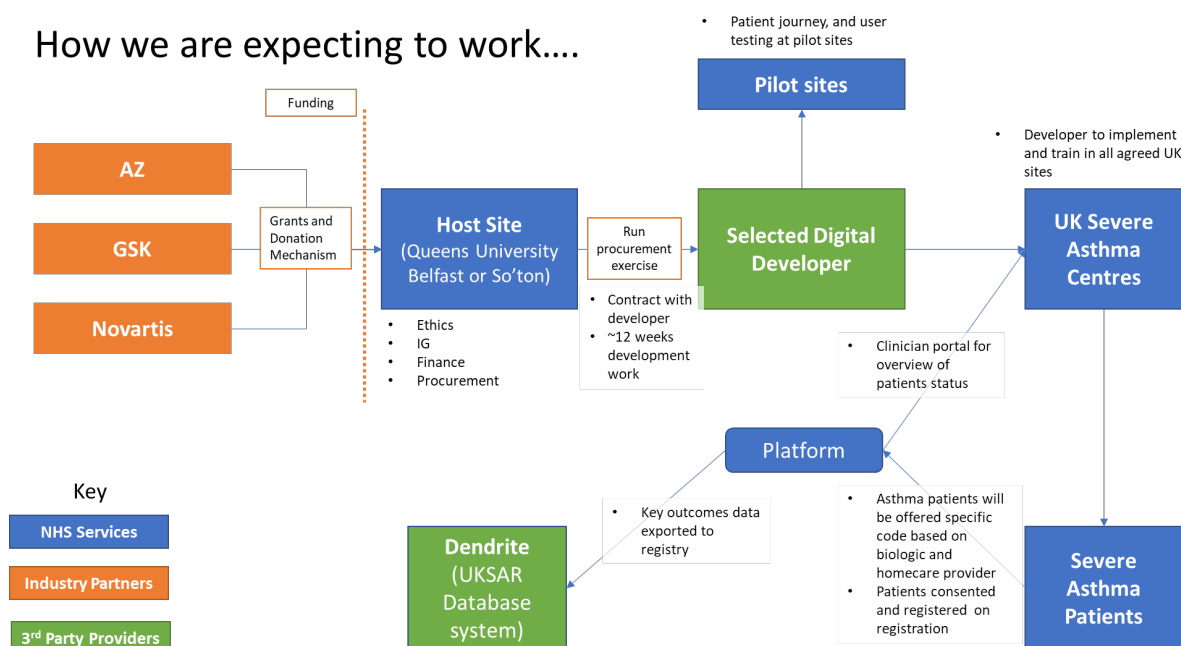 How we are expecting to work….
• Patient journey, and user
testing at pilot sites
Pilot sites
Funding
AZ
GSK
Novartis
Grants and
Donation
Mechanism
Host Site
(Queens University
Belfast or So’ton)
• Ethics
• IG
• Finance
• Procurement
Run
procurement
exercise
• Contract with
developer
• ~12 weeks
development
work
Selected Digital
Developer
• Developer to implement
and train in all agreed UK
sites
UK Severe
Asthma
Centres
• Clinician portal for
overview of
patients status
Platform
• Key outcomes data
exported to
registry
• Asthma patients will
be offered specific
code based on
biologic and
homecare provider
• Patients consented
and registered on
registration
Severe
Asthma
Patients
Dendrite
(UKSAR
Database
system)
Key
NHS Services
Industry Partners
3rd Party Providers